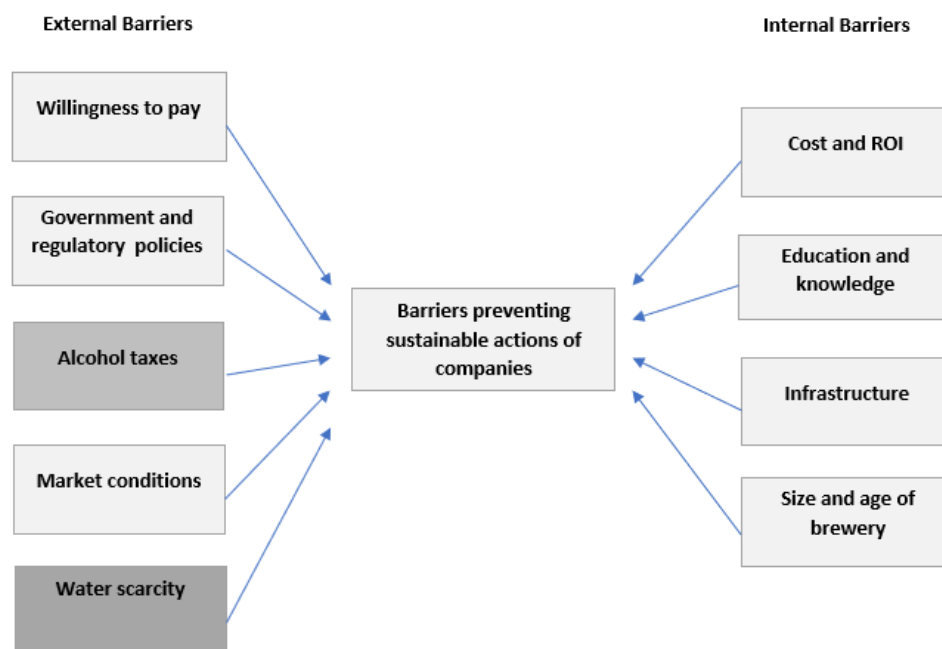 External Barriers
Willingness to pay
Government and
regulatory policies
Alcohol taxes
Market conditions
Water scarcity
Barriers preventing
sustainable actions of
companies
Internal Barriers
Cost and ROI
Education and
knowledge
Infrastructure
Size and age of
brewery